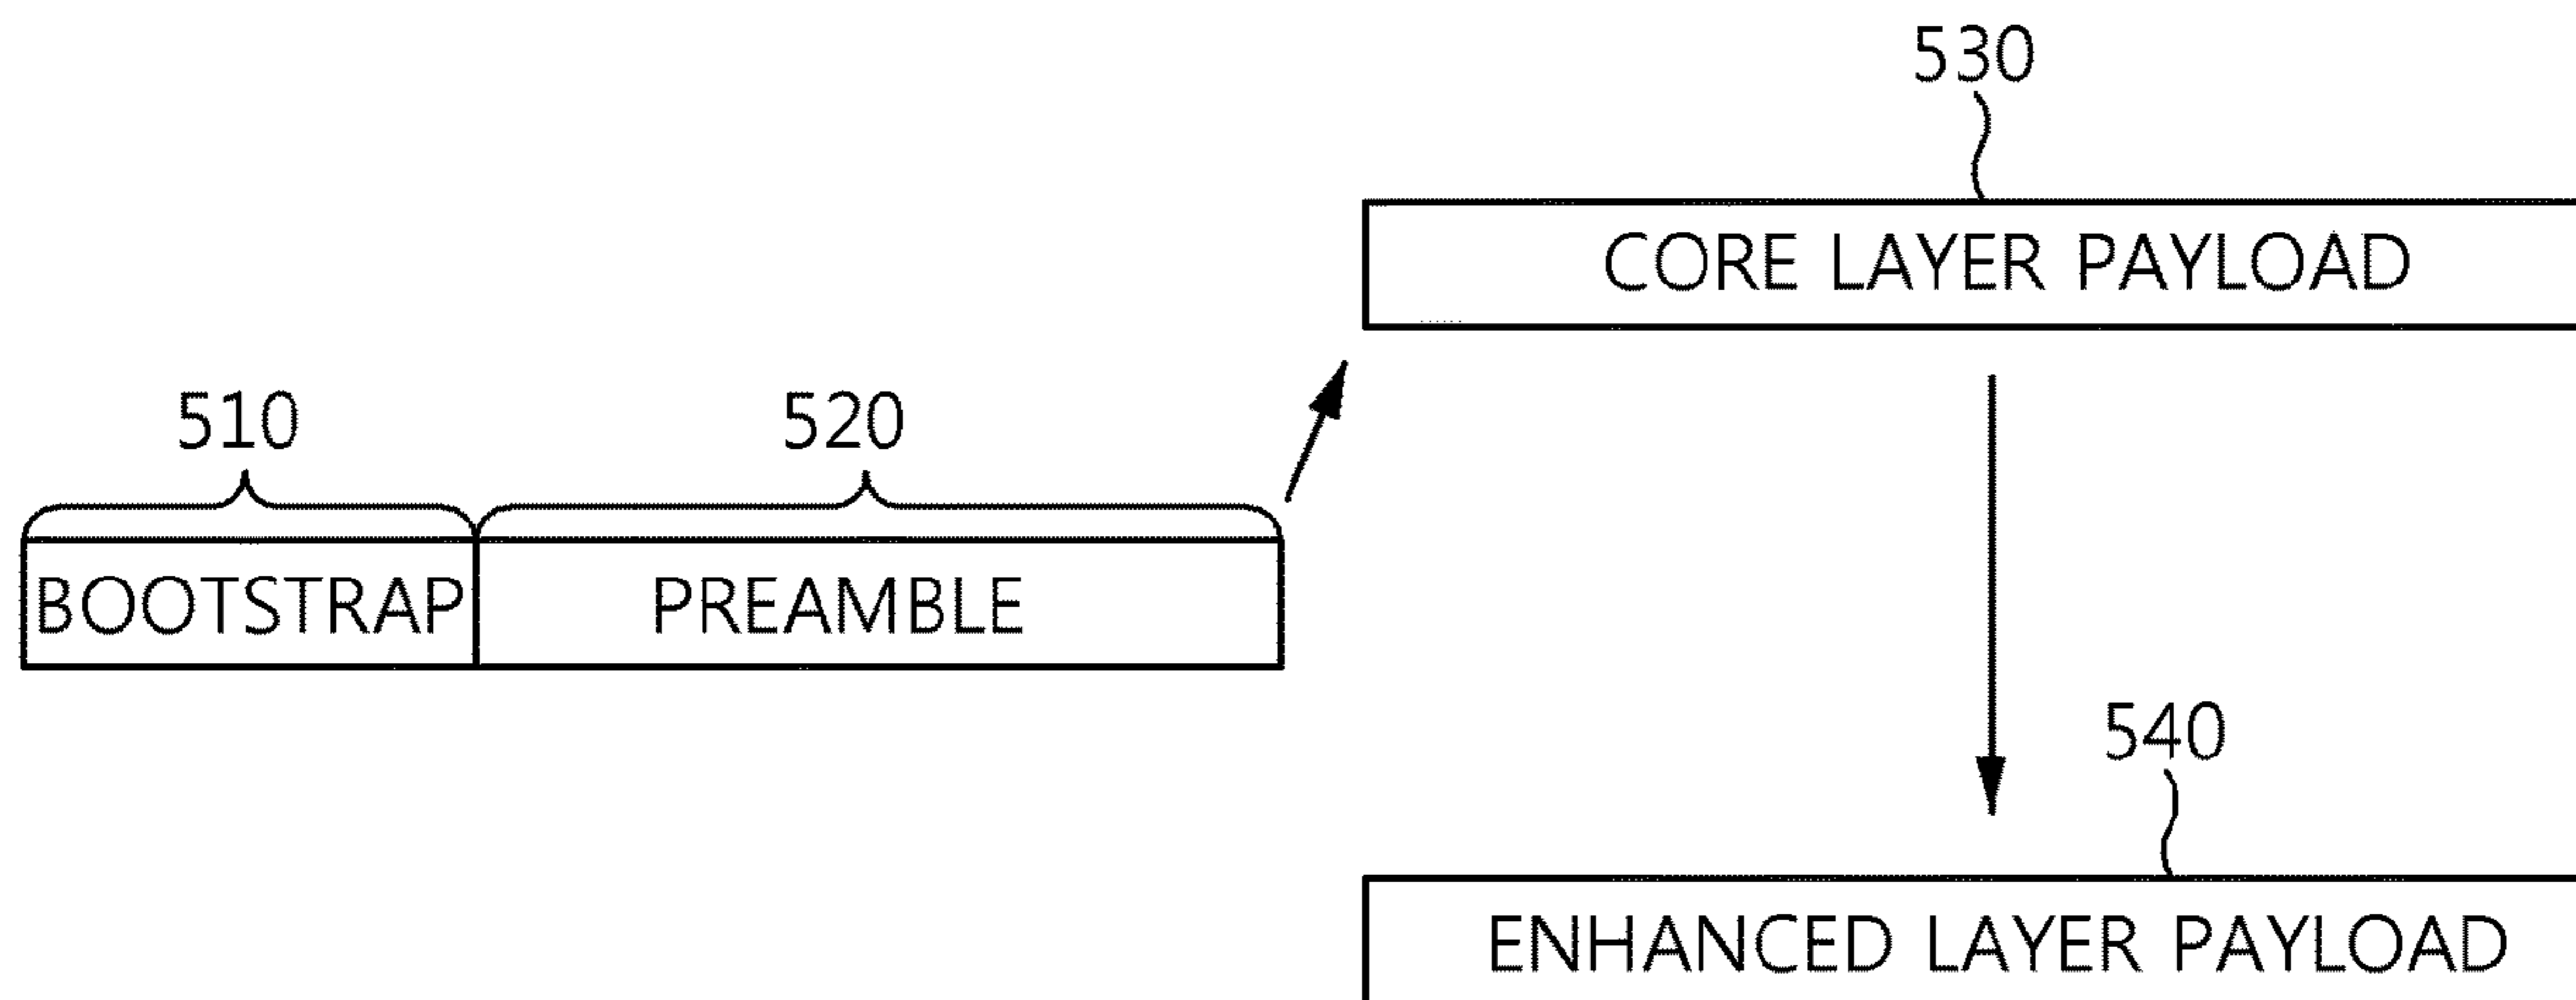 530
CORE LAYER PAYLOAD
510
520
BOOTSTRAP
PREAMBLE
540
ENHANCED LAYER PAYLOAD